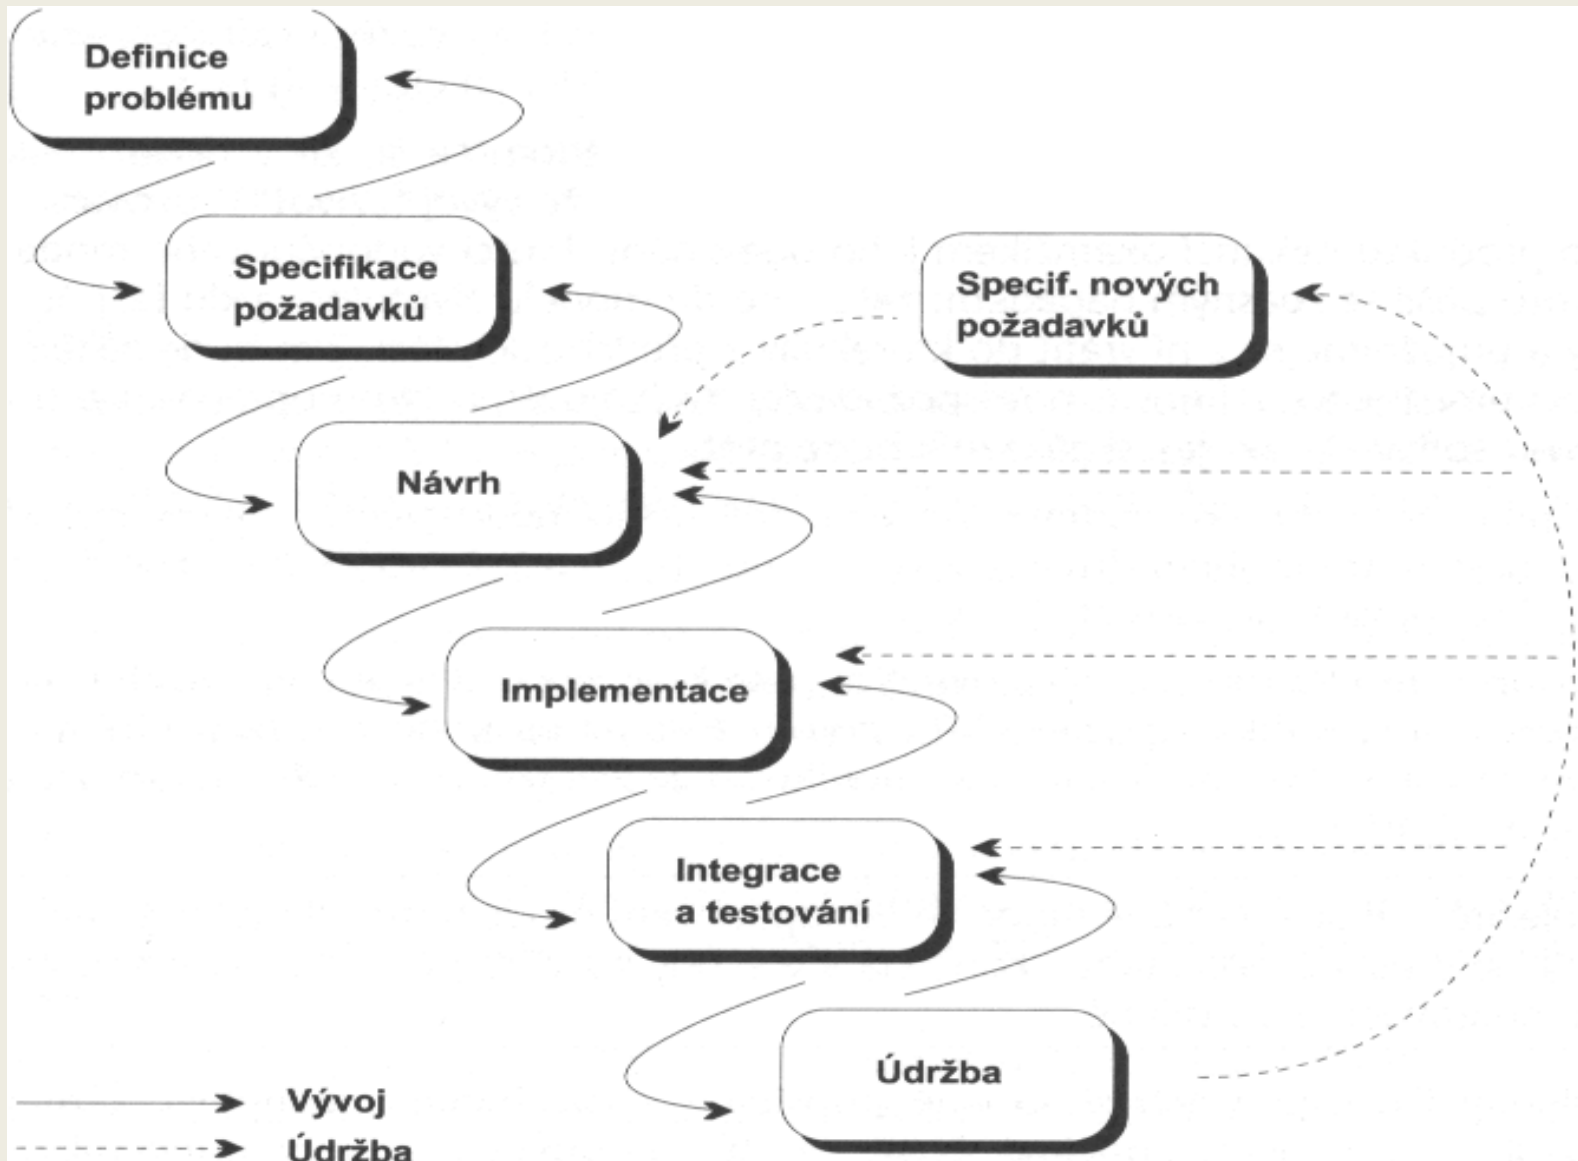 Definice
problému
Specifikace
požadavků
Specif. nových
požadavků
Návrh
Implementace
Integrace
a testování
Údržba
Vývoj
Údržba